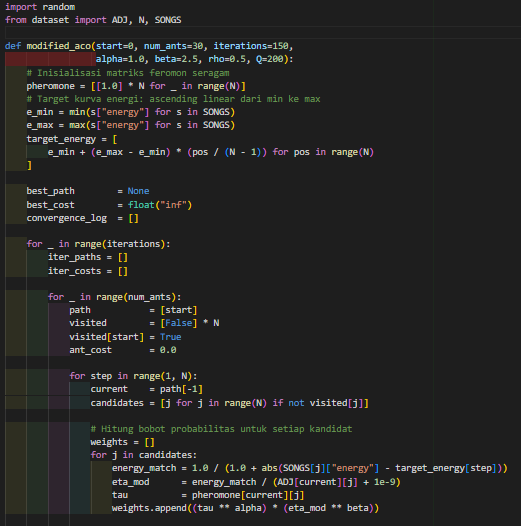 import random
from dataset import ADJ, N, SONGS
def modified_aco(start=0, num_ants=30, iterations=150,
alpha=1.0, beta=2.5, rho=0.5, Q=200):
# Inisialisasi matriks feromon seragam
pheromone = [[1.0] * N for _ in range(N)]
# Target kurva energi: ascending linear dari min ke max
e_min = min(s["energy"] for s in SONGS)
e_max = max(s["energy"] for s in SONGS)
target_energy = [
e_min + (e_max - e_min) * (pos / (N - 1)) for pos in range(N)
]
best_path = None
best_cost = float("inf")
convergence_log = []
for _ in range(iterations):
iter_paths = []
iter_costs = []
for _ in range(num_ants):
path = [start]
visited = [False] * N
visited[start] = True
ant_cost = 0.0
for step in range(1, N):
current = path[-1]
candidates = [j for j in range(N) if not visited[j]]
# Hitung bobot probabilitas untuk setiap kandidat
weights = []
for j in candidates:
energy_match = 1.0 / (1.0 + abs(SONGS[j]["energy"] - target_energy[step]))
eta_mod = energy_match / (ADJ[current][j] + 1e-9)
tau = pheromone[current][j]
weights.append((tau ** alpha) * (eta_mod ** beta))